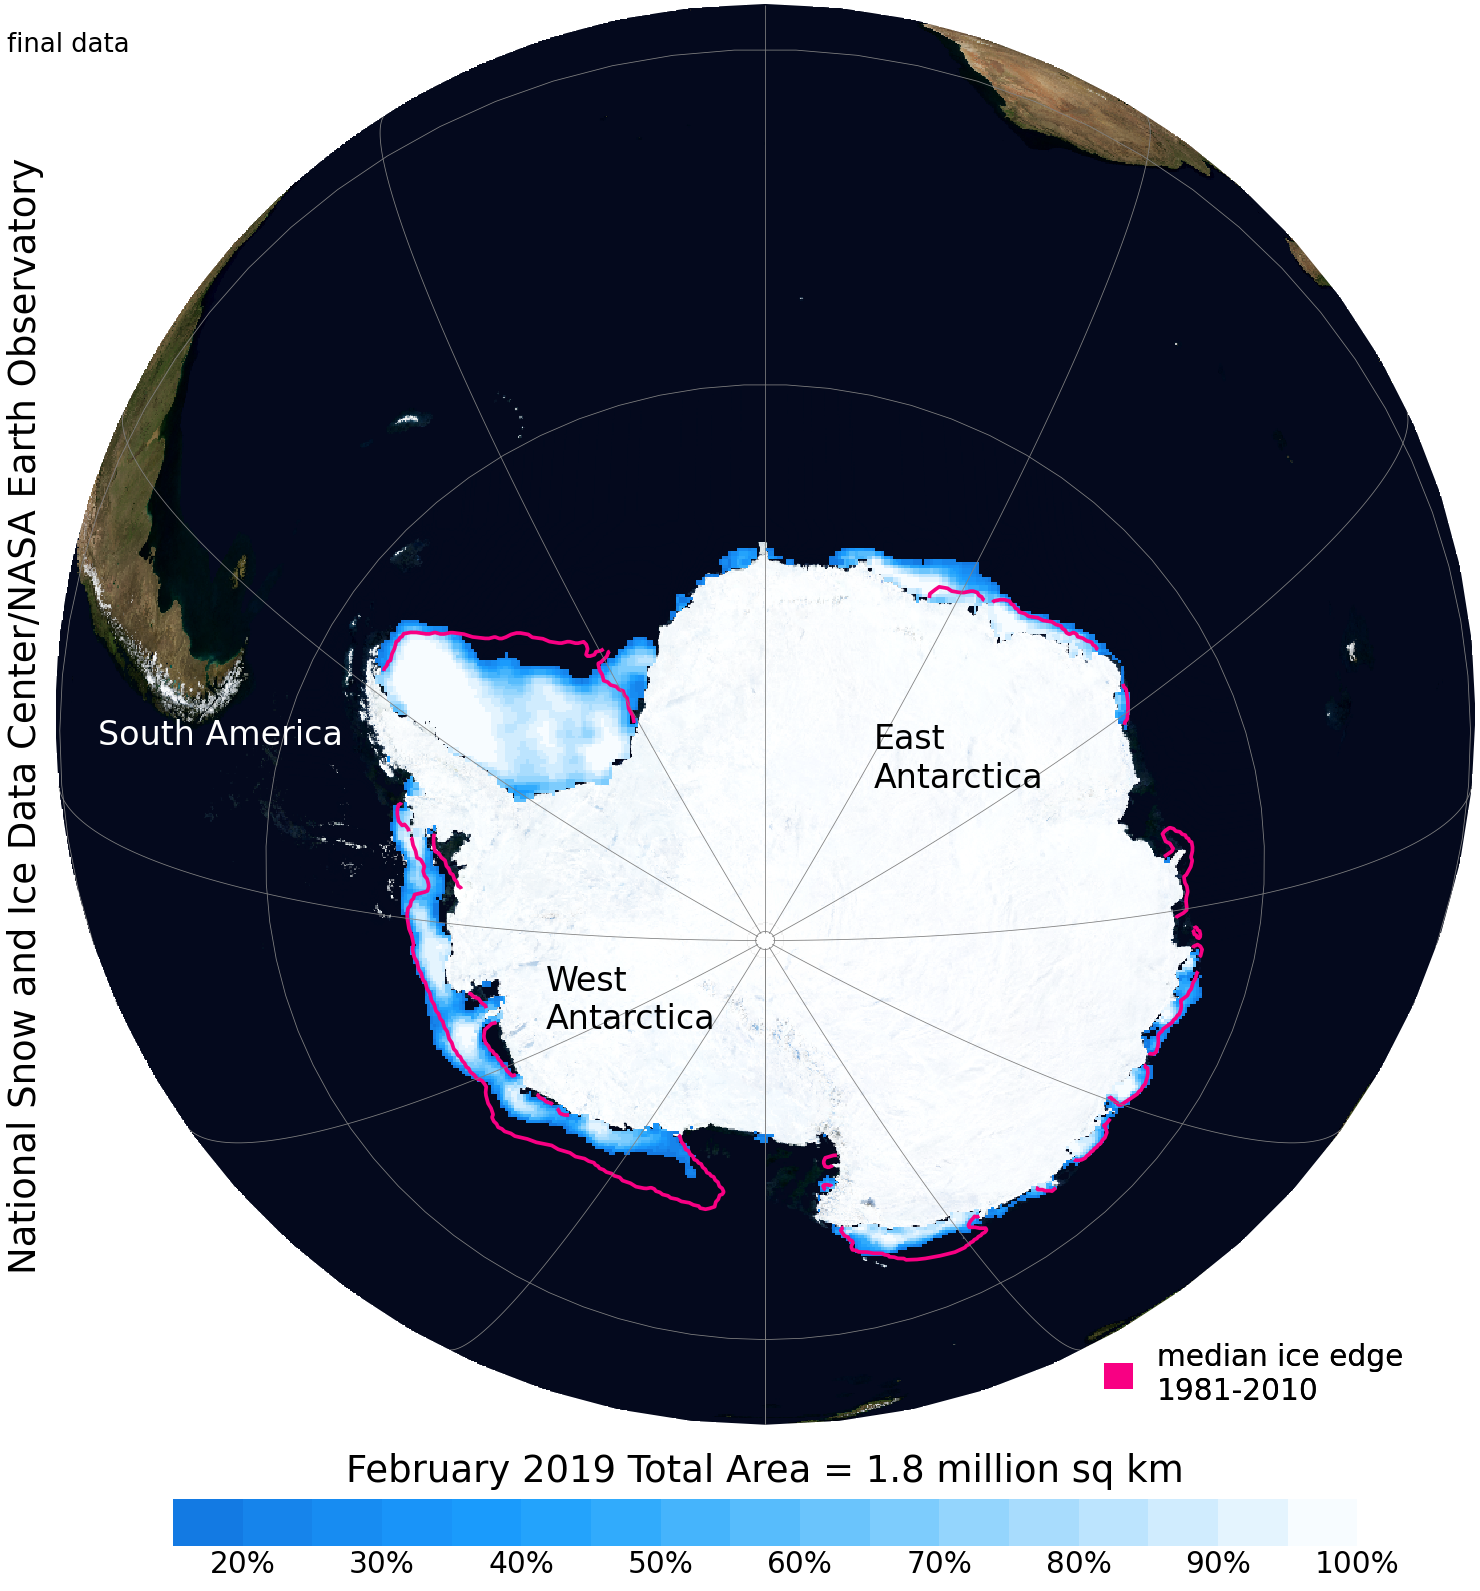 final data
National Snow and Ice Data Center/NASA Earth Observatory
South America
East
Antarctica
West
Antarctica
median ice edge
1981-2010
February 2019 Total Area = 1.8 million sq km
20% 30% 40% 50% 60% 70% 80% 90% 100%